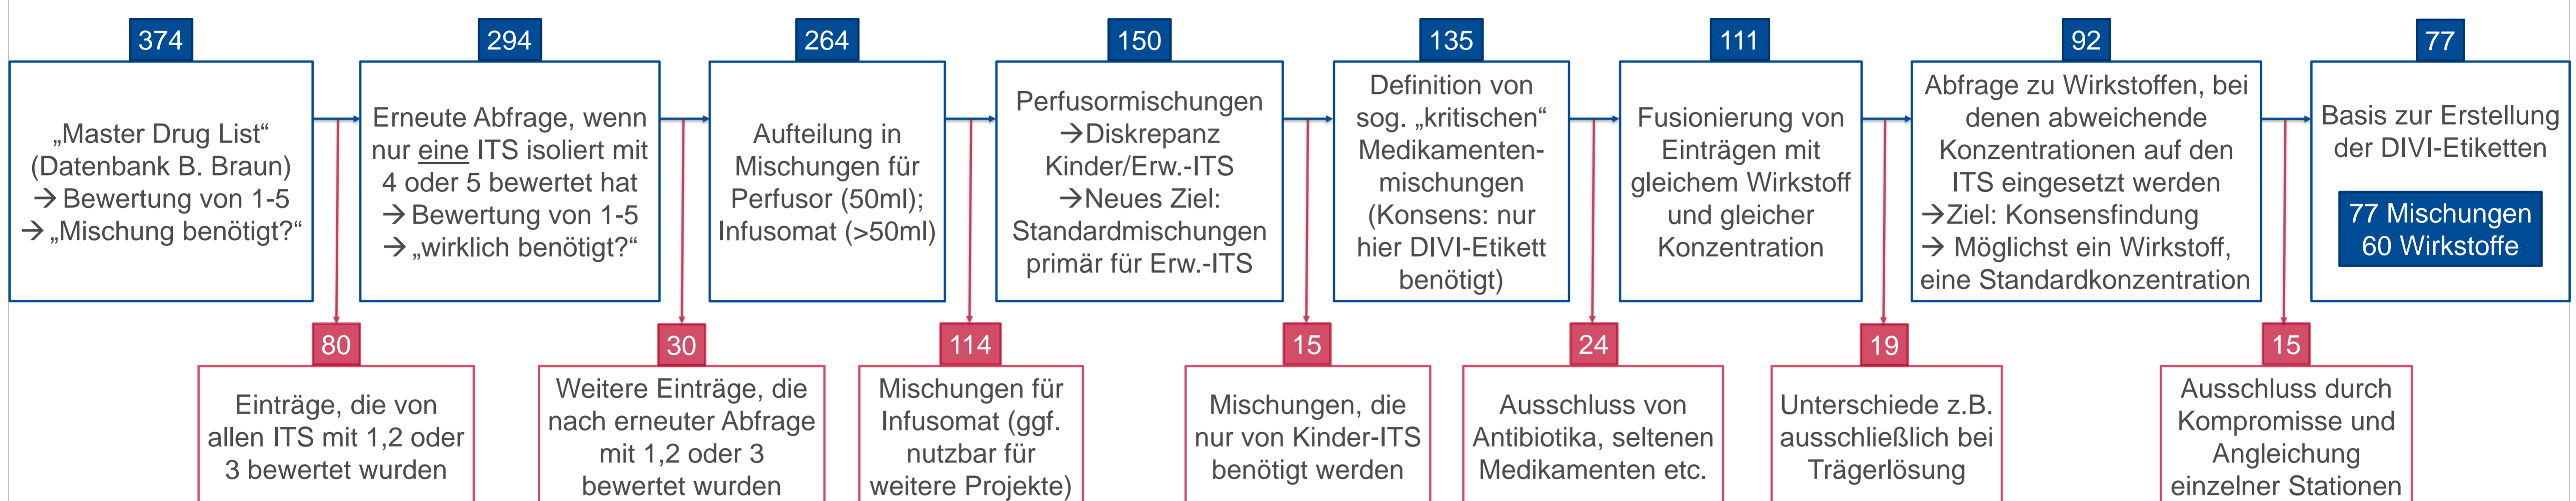 374
„Master Drug List“
(Datenbank B. Braun)
→ Bewertung von 1-5
→ „Mischung benötigt?“
294
Erneute Abfrage, wenn
nur eine ITS isoliert mit
4 oder 5 bewertet hat
→ Bewertung von 1-5
→ „wirklich benötigt?“
264
Aufteilung in
Mischungen für
Perfusor (50ml);
Infusomat (>50ml)
150
Perfusormischungen
→Diskrepanz
Kinder/Erw.-ITS
→Neues Ziel:
Standardmischungen
primär für Erw.-ITS
135
Definition von
sog. „kritischen“
Medikamenten-
mischungen
(Konsens: nur
hier DIVI-Etikett
benötigt)
111
Fusionierung von
Einträgen mit
gleichem Wirkstoff
und gleicher
Konzentration
92
Abfrage zu Wirkstoffen, bei
denen abweichende
Konzentrationen auf den
ITS eingesetzt werden
→Ziel: Konsensfindung
→ Möglichst ein Wirkstoff,
eine Standardkonzentration
77
Basis zur Erstellung
der DIVI-Etiketten
77 Mischungen
60 Wirkstoffe
80
Einträge, die von
allen ITS mit 1,2 oder
3 bewertet wurden
30
Weitere Einträge, die
nach erneuter Abfrage
mit 1,2 oder 3
bewertet wurden
114
Mischungen für
Infusomat (ggf.
nutzbar für
weitere Projekte)
15
Mischungen, die
nur von Kinder-ITS
benötigt werden
24
Ausschluss von
Antibiotika, seltenen
Medikamenten etc.
19
Unterschiede z.B.
ausschließlich bei
Trägerlösung
15
Ausschluss durch
Kompromisse und
Angleichung
einzelner Stationen